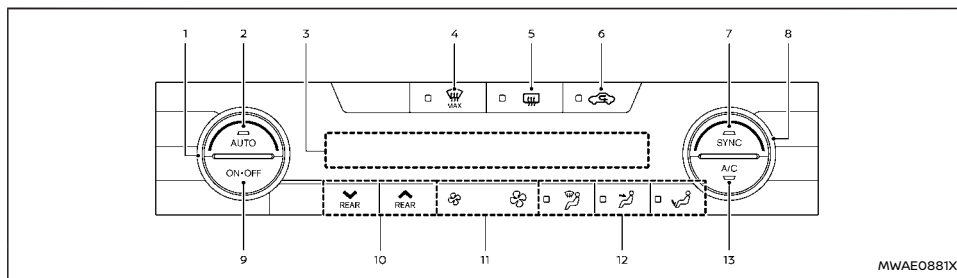 1 2 3 4 5 6 7 8
MAX
AUTO SYNC
ON•OFF A/C
REAR REAR
9 10 11 12 13
MWAE0881X